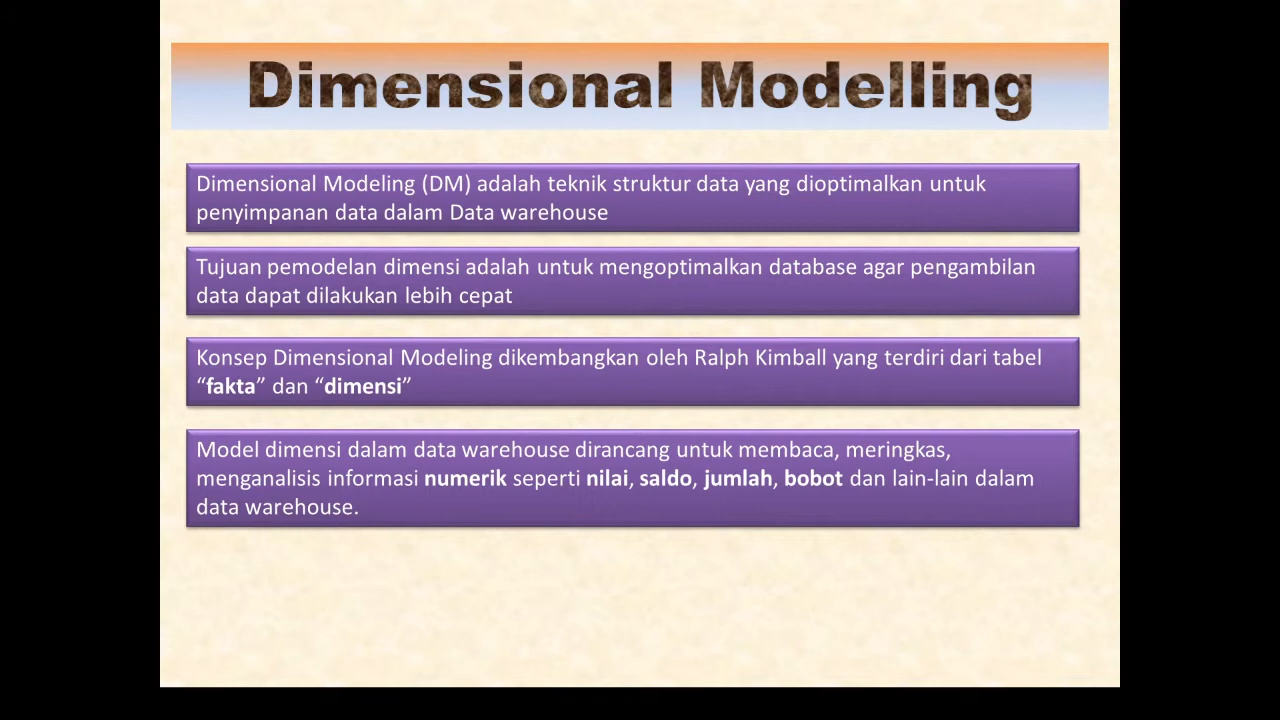 Dimensional Modelling
Dimensional Modeling (DM) adalah teknik struktur data yang dioptimalkan untuk
penyimpanan data dalam Data warehouse
Tujuan pemodelan dimensi adalah untuk mengoptimalkan database agar pengambilan
data dapat dilakukan lebih cepat
Konsep Dimensional Modeling dikembangkan oleh Ralph Kimball yang terdiri dari tabel
“fakta” dan “dimensi”
Model dimensi dalam data warehouse dirancang untuk membaca, meringkas,
menganalisis informasi numerik seperti nilai, saldo, jumlah, bobot dan lain-lain dalam
data warehouse.